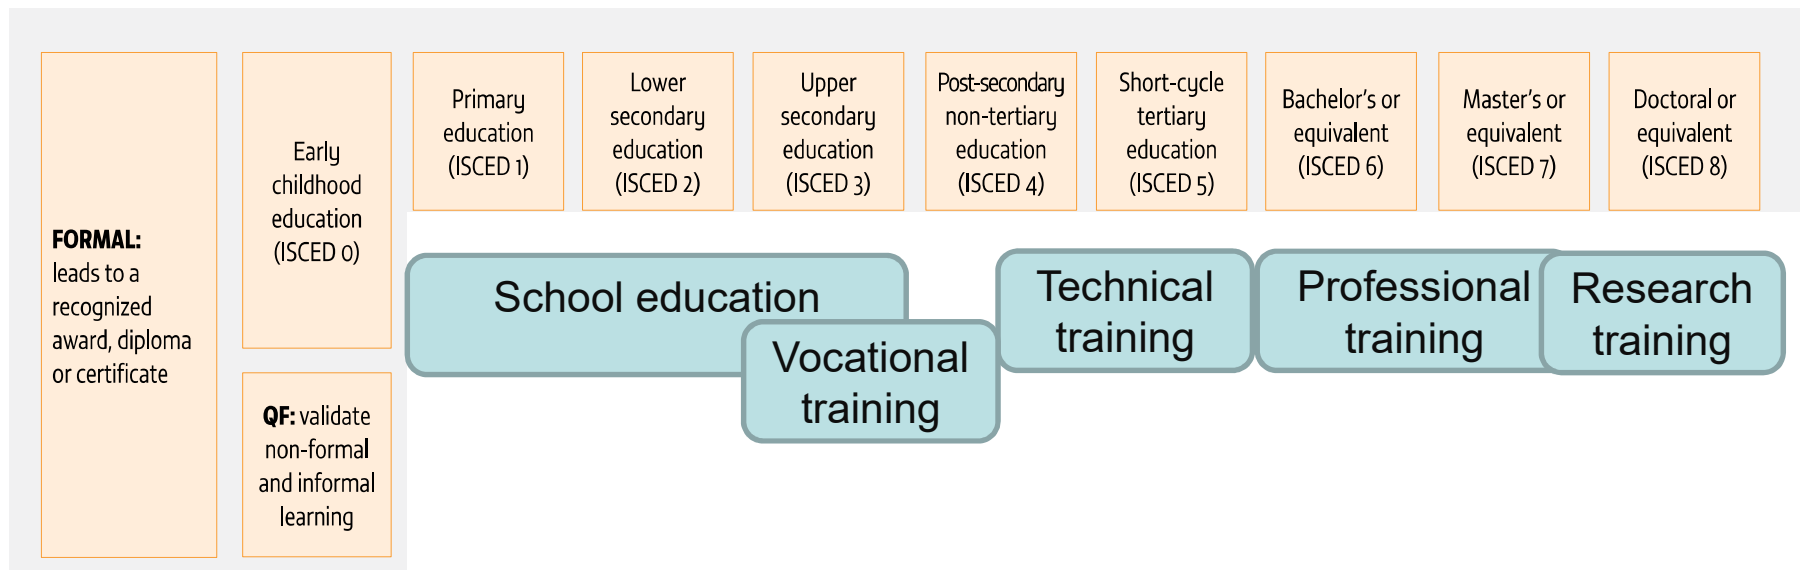 FORMAL:
leads to a
recognized
award, diploma
or certificate
Early
childhood
education
(ISCED 0)
QF: validate
non-formal
and informal
learning
Primary
education
(ISCED 1)
Lower
secondary
education
(ISCED 2)
Upper
secondary
education
(ISCED 3)
Post-secondary
non-tertiary
education
(ISCED 4)
Short-cycle
tertiary
education
(ISCED 5)
Bachelor's or
equivalent
(ISCED 6)
Master's or
equivalent
(ISCED 7)
Doctoral or
equivalent
(ISCED 8)
School education
Vocational
training
Technical
training
Professional
training
Research
training